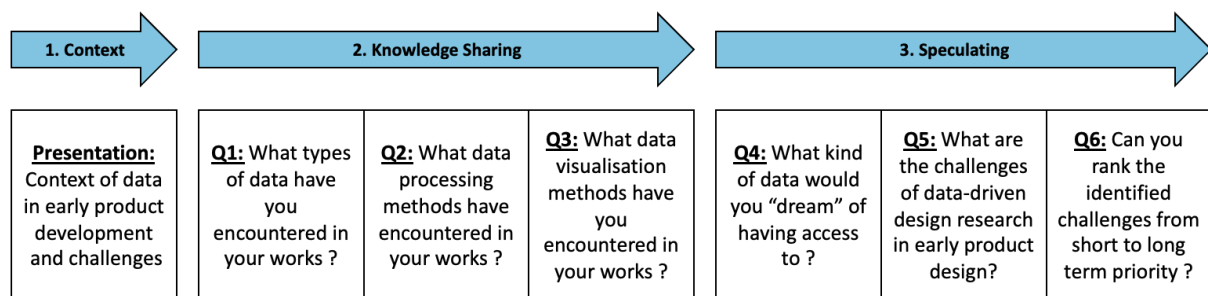 1. Context
2. Knowledge Sharing
3. Speculating
Presentation:
Context of data
in early product
development
and challenges
Q1: What types
of data have
you
encountered in
your works ?
Q2: What data
processing
methods have
encountered in
your works ?
Q3: What data
visualisation
methods have
you
encountered in
your works ?
Q4: What kind
of data would
you “dream” of
having access
to ?
Q5: What are
the challenges
of data-driven
design research
in early product
design?
Q6: Can you
rank the
identified
challenges from
short to long
term priority ?